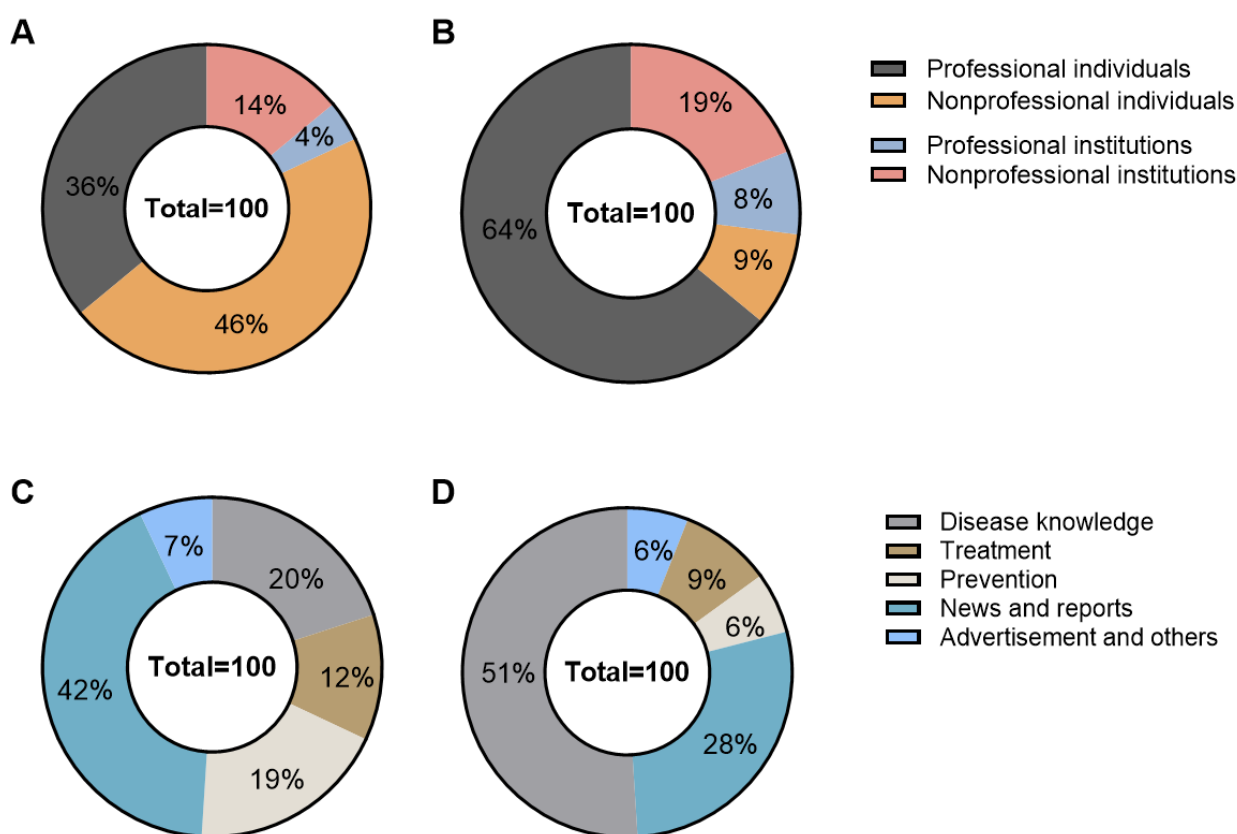 A
14%
4%
36%
Total=100
46%
B
19%
8%
64%
Total=100
9%
Professional individuals
Nonprofessional individuals
Professional institutions
Nonprofessional institutions
C
7%
20%
Total=100
12%
42%
19%
D
6%
9%
6%
51%
Total=100
28%
Disease knowledge
Treatment
Prevention
News and reports
Advertisement and others